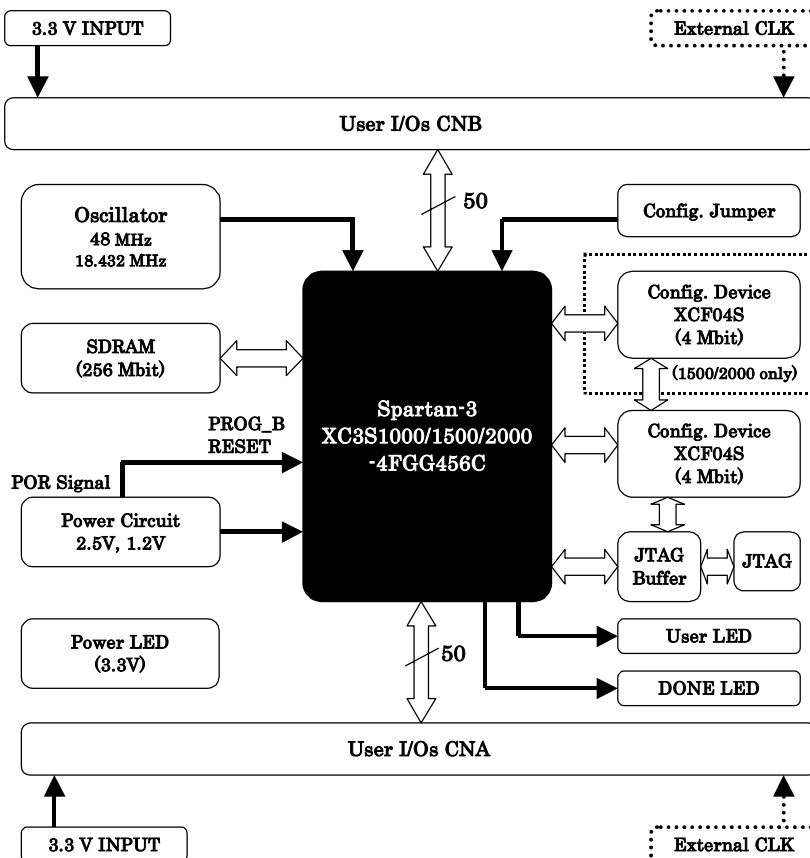 3.3 V INPUT
External CLK
User I/Os CNB
50
Oscillator
48 MHz
18.432 MHz
Config. Jumper
Config. Device
XCF04S
(4 Mbit)
(1500/2000 only)
SDRAM
(256 Mbit)
Spartan-3
XC3S1000/1500/2000
-4FGG456C
PROG_B
RESET
POR Signal
Config. Device
XCF04S
(4 Mbit)
Power Circuit
2.5V, 1.2V
JTAG
Buffer
JTAG
Power LED
(3.3V)
50
User LED
DONE LED
User I/Os CNA
3.3 V INPUT
External CLK